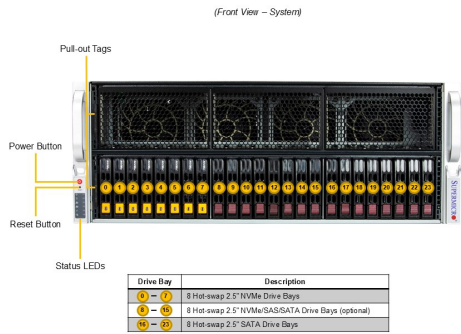 (Front View – System)
Pull-out Tags
Power Button
Reset Button
Status LEDs
0 1 2 3 4 5 6 7 8 9 10 11 12 13 14 15 16 17 18 19 20 21 22 23
SUPERMICRO
Drive Bay Description
0 – 7 8 Hot-swap 2.5" NVMe Drive Bays
8 – 15 8 Hot-swap 2.5" NVMe/SAS/SATA Drive Bays (optional)
16 – 23 8 Hot-swap 2.5" SATA Drive Bays